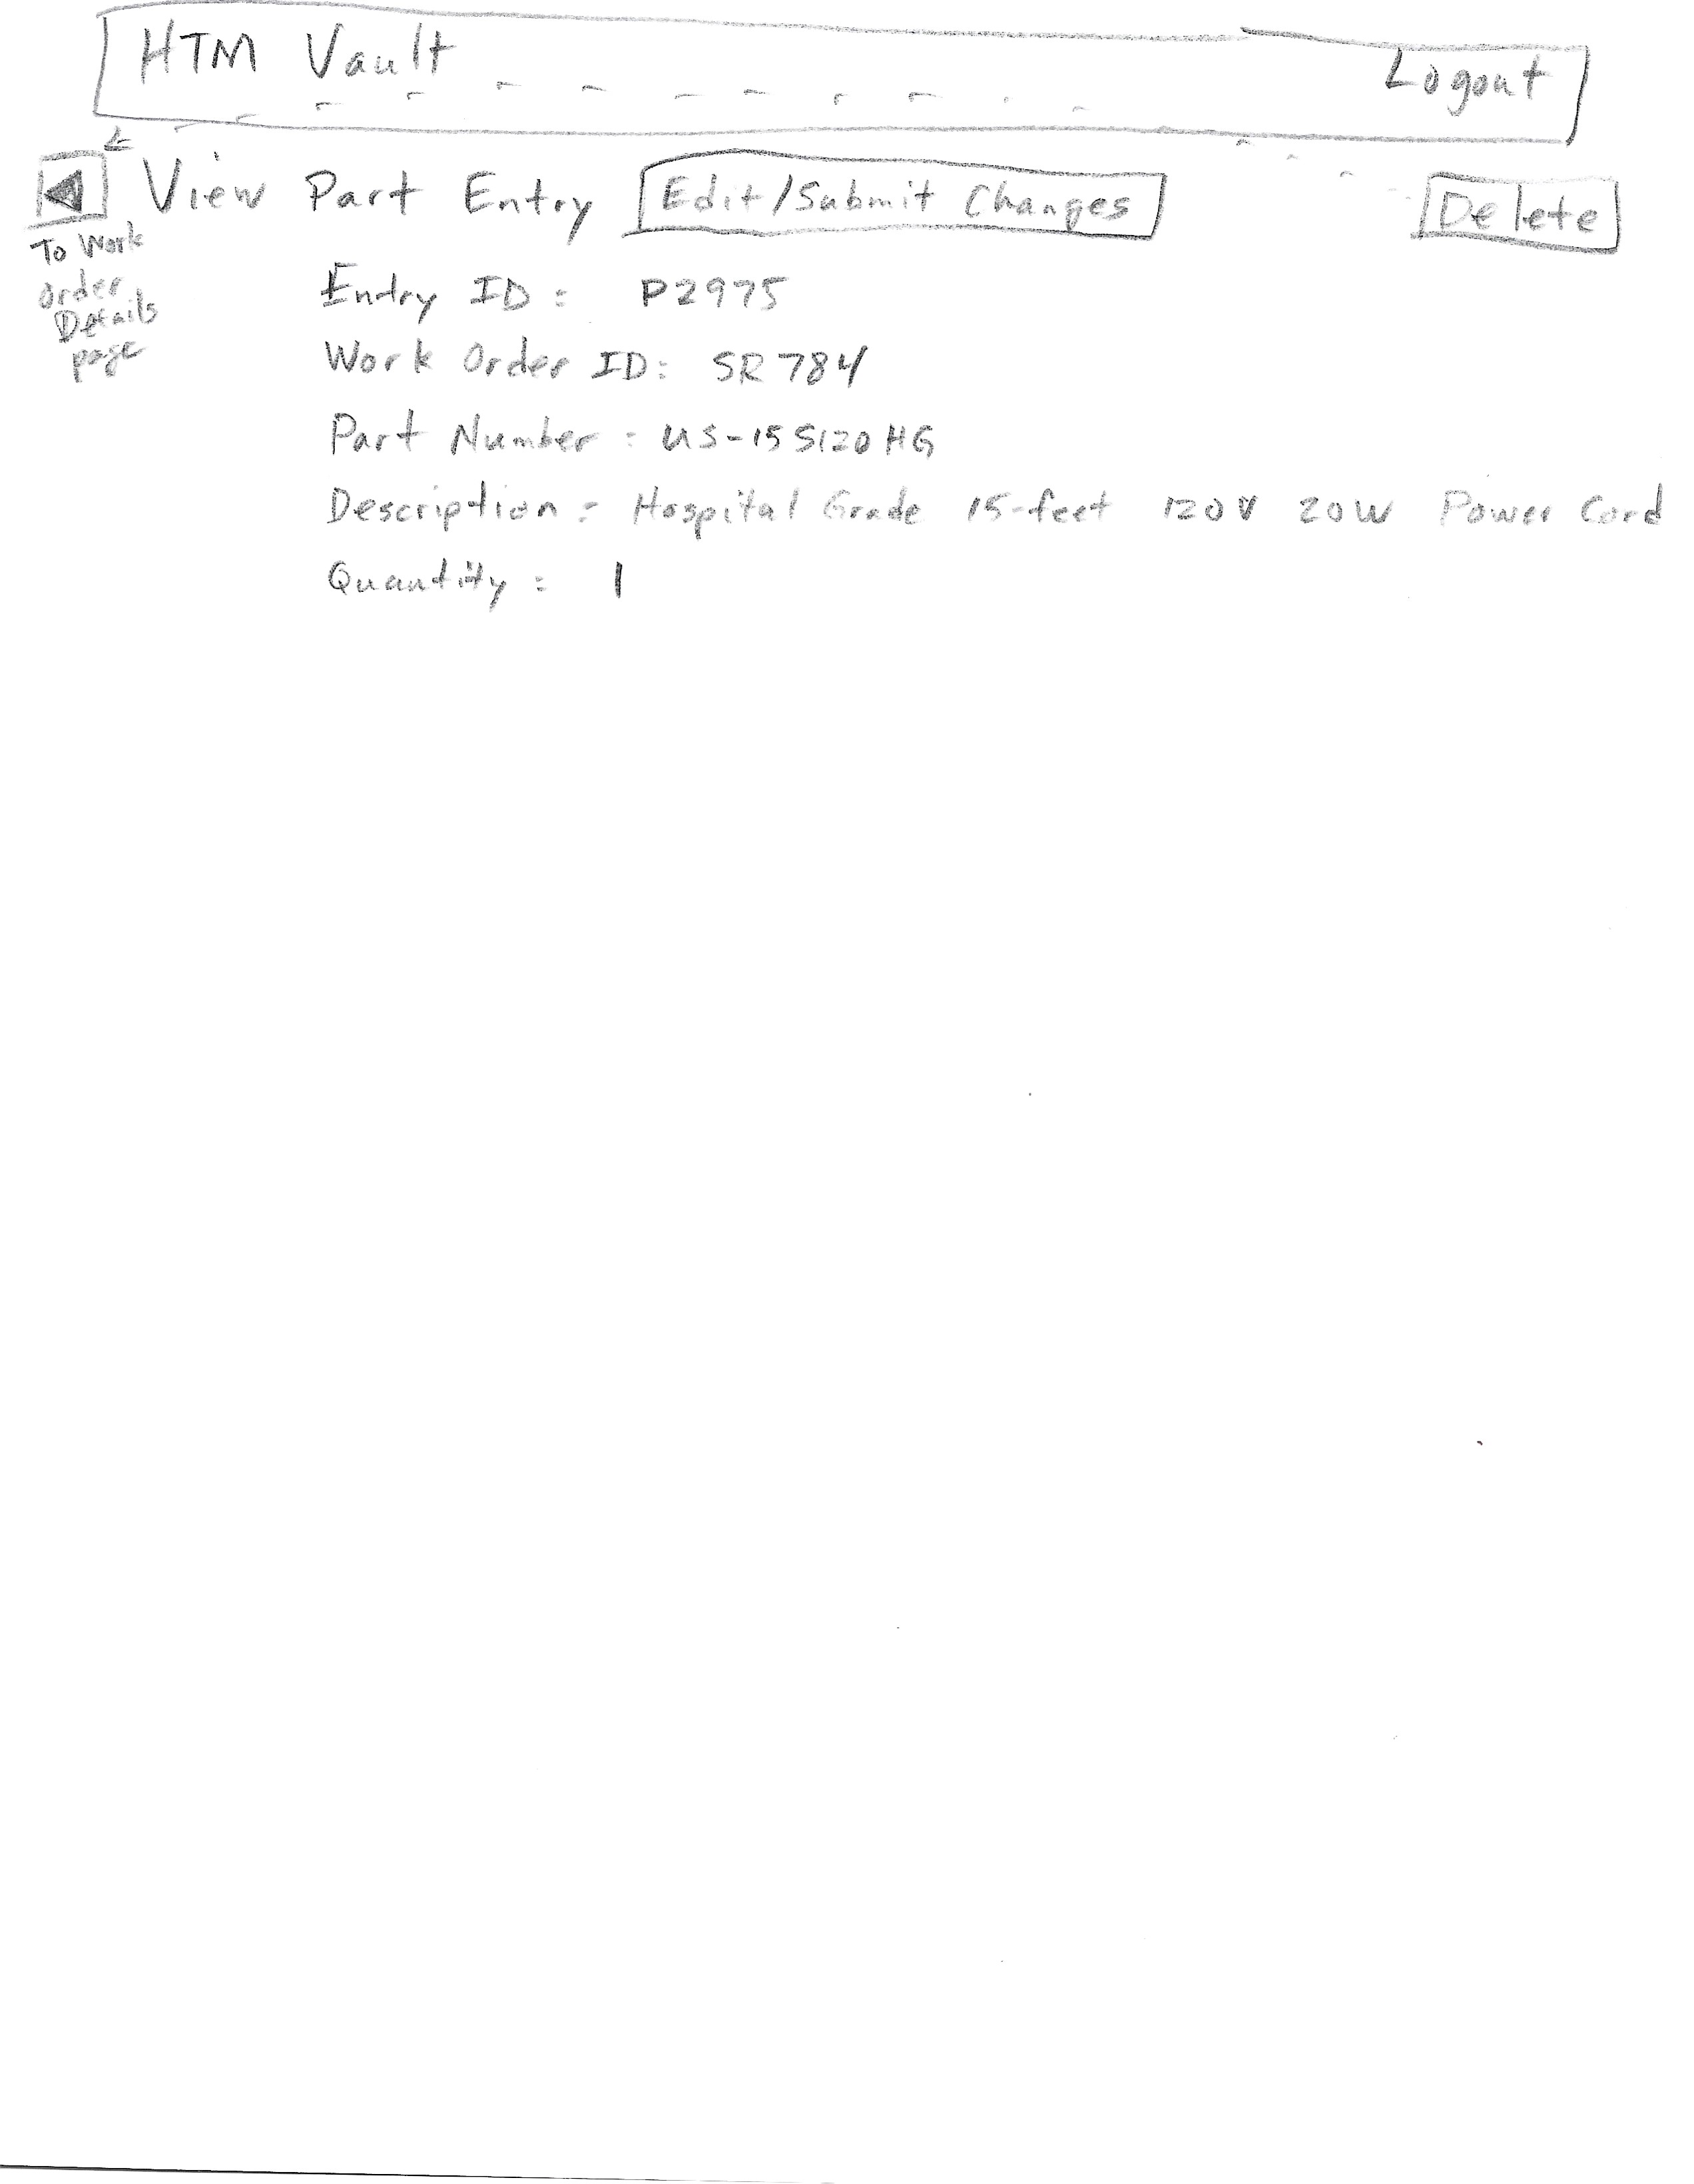 HTM Vault Logout
View Part Entry Edit/Submit Changes Delete
To Work
order
Details
page
Entry ID: P2975
Work Order ID: SR784
Part Number: US-15S120HG
Description: Hospital Grade 15-feet 120V 20W Power Cord
Quantity: 1